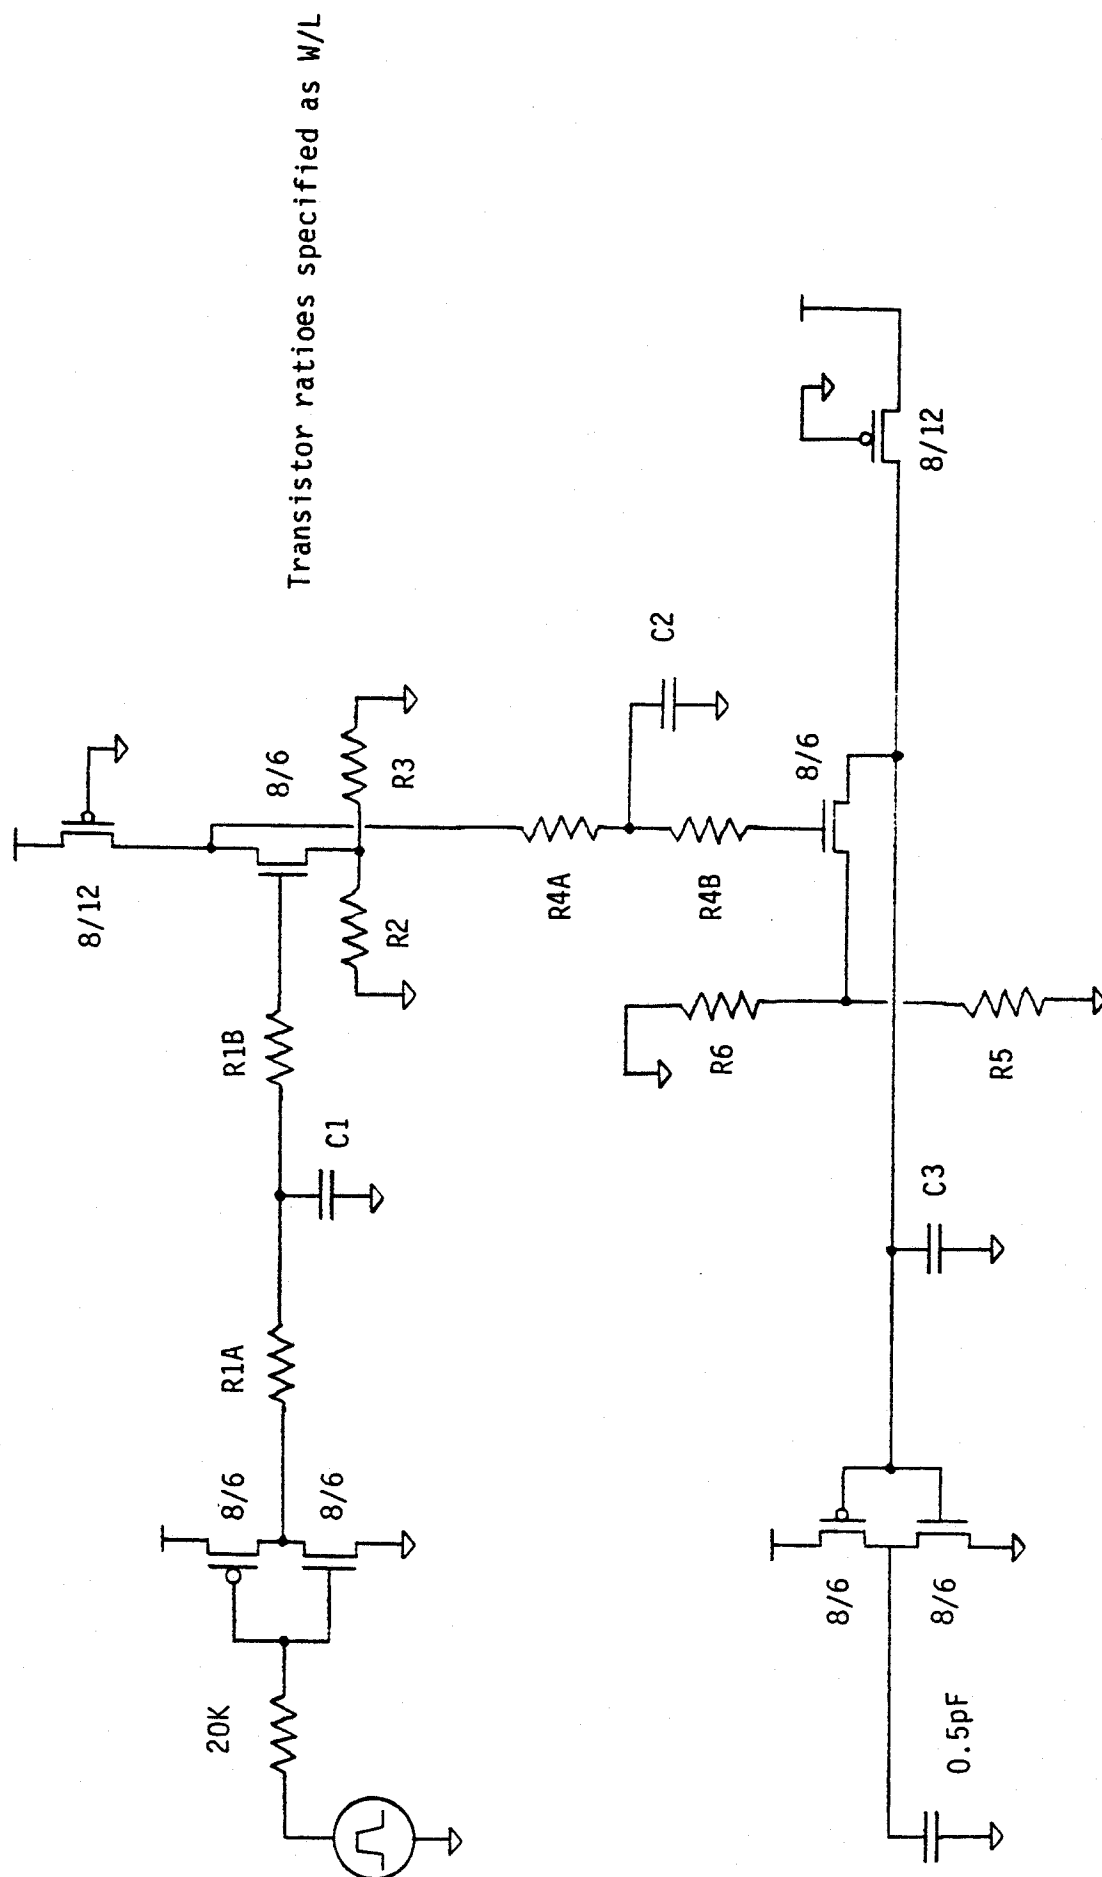 Transistor ratioes specified as W/L
8/12
8/6
R3
R2
R1B
C1
R1A
8/6
8/6
20K
C2
R4A
R4B
8/6
8/12
R6
R5
C3
8/6
8/6
0.5pF